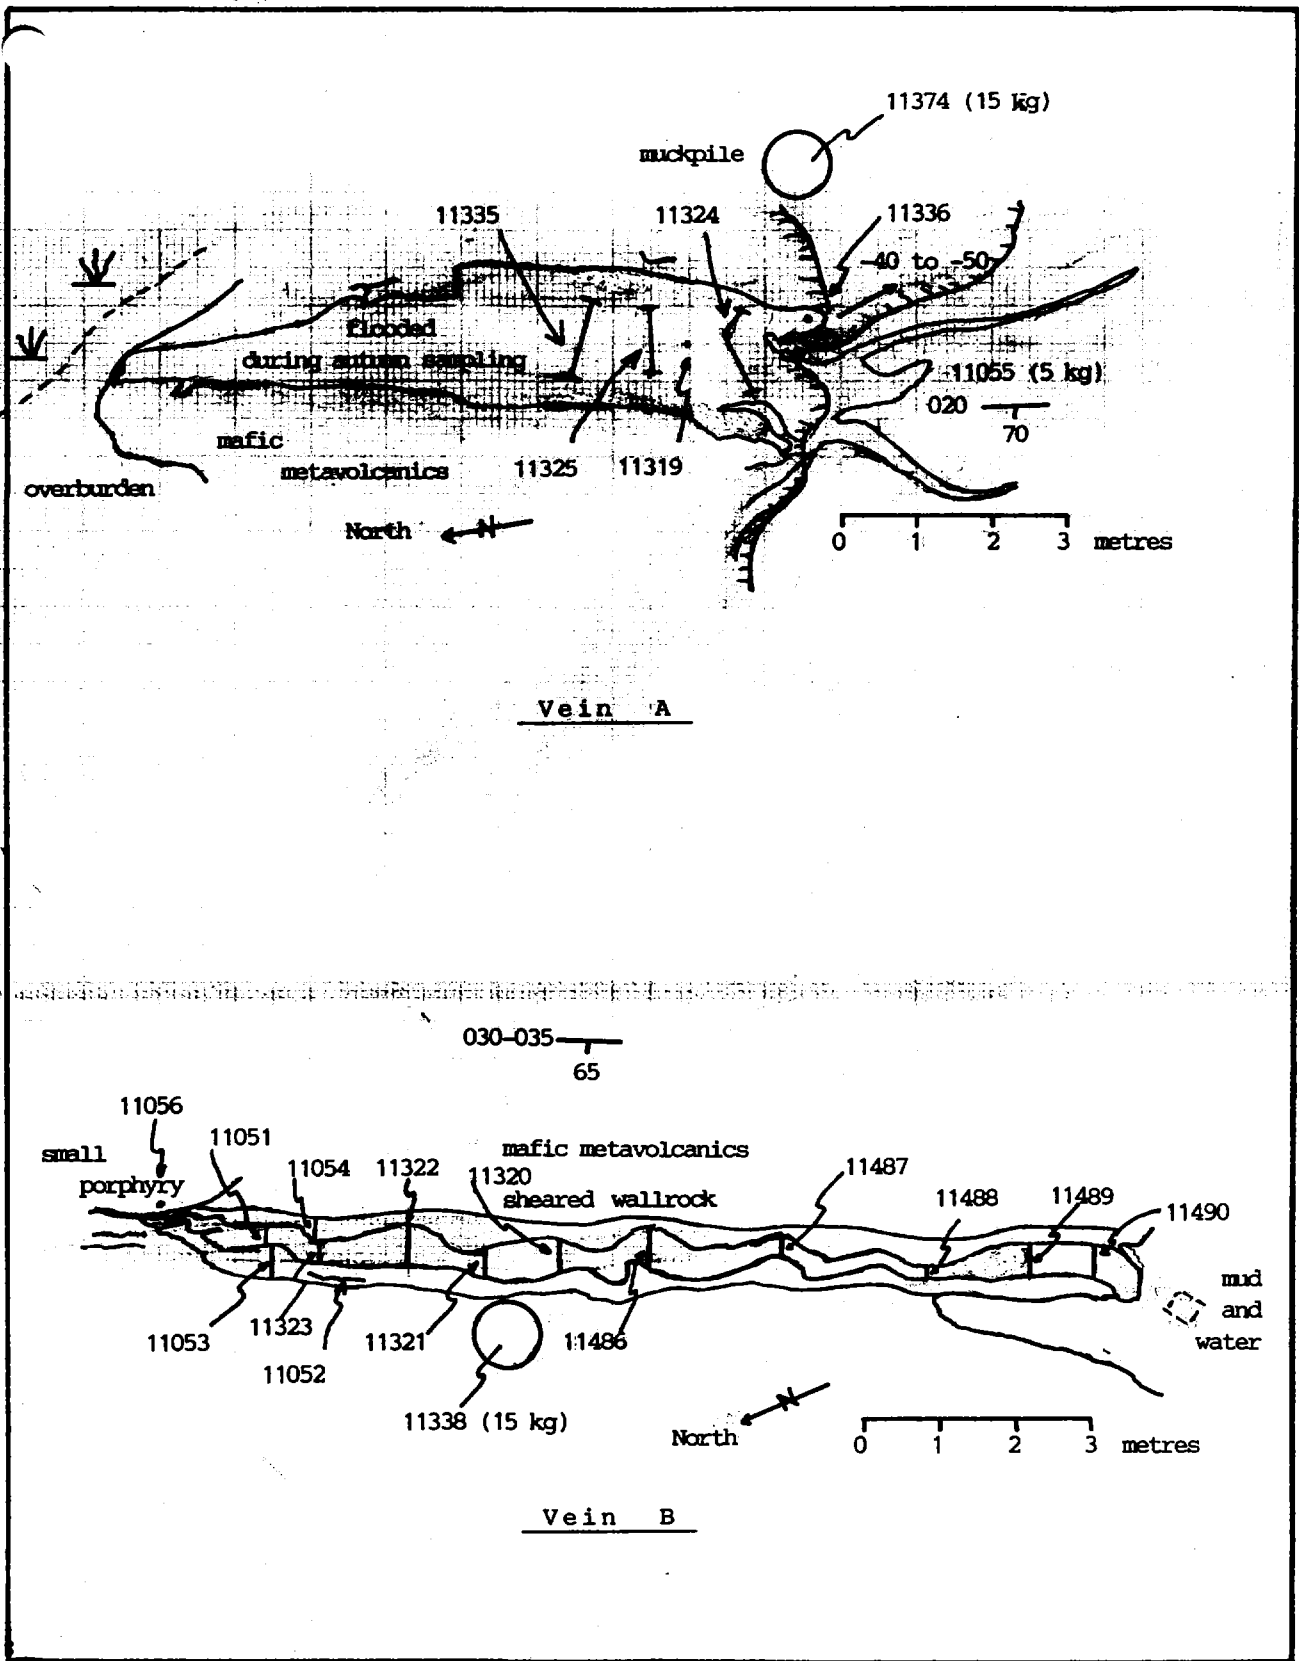 11374 (15 kg)
muckpile
11335
11324
11336
-40 to -50
flooded
during autumn sampling
11055 (5 kg)
020
70
mafic
metavolcanics
11325
11319
overburden
North
N
0 1 2 3 metres
Vein A
030-035
65
11056
11051
small
porphyry
11054
11322
mafic metavolcanics
11320
sheared wallrock
11487
11488
11489
11490
mud
and
water
11053
11323
11052
11321
11486
11338 (15 kg)
N
North
0 1 2 3 metres
Vein B